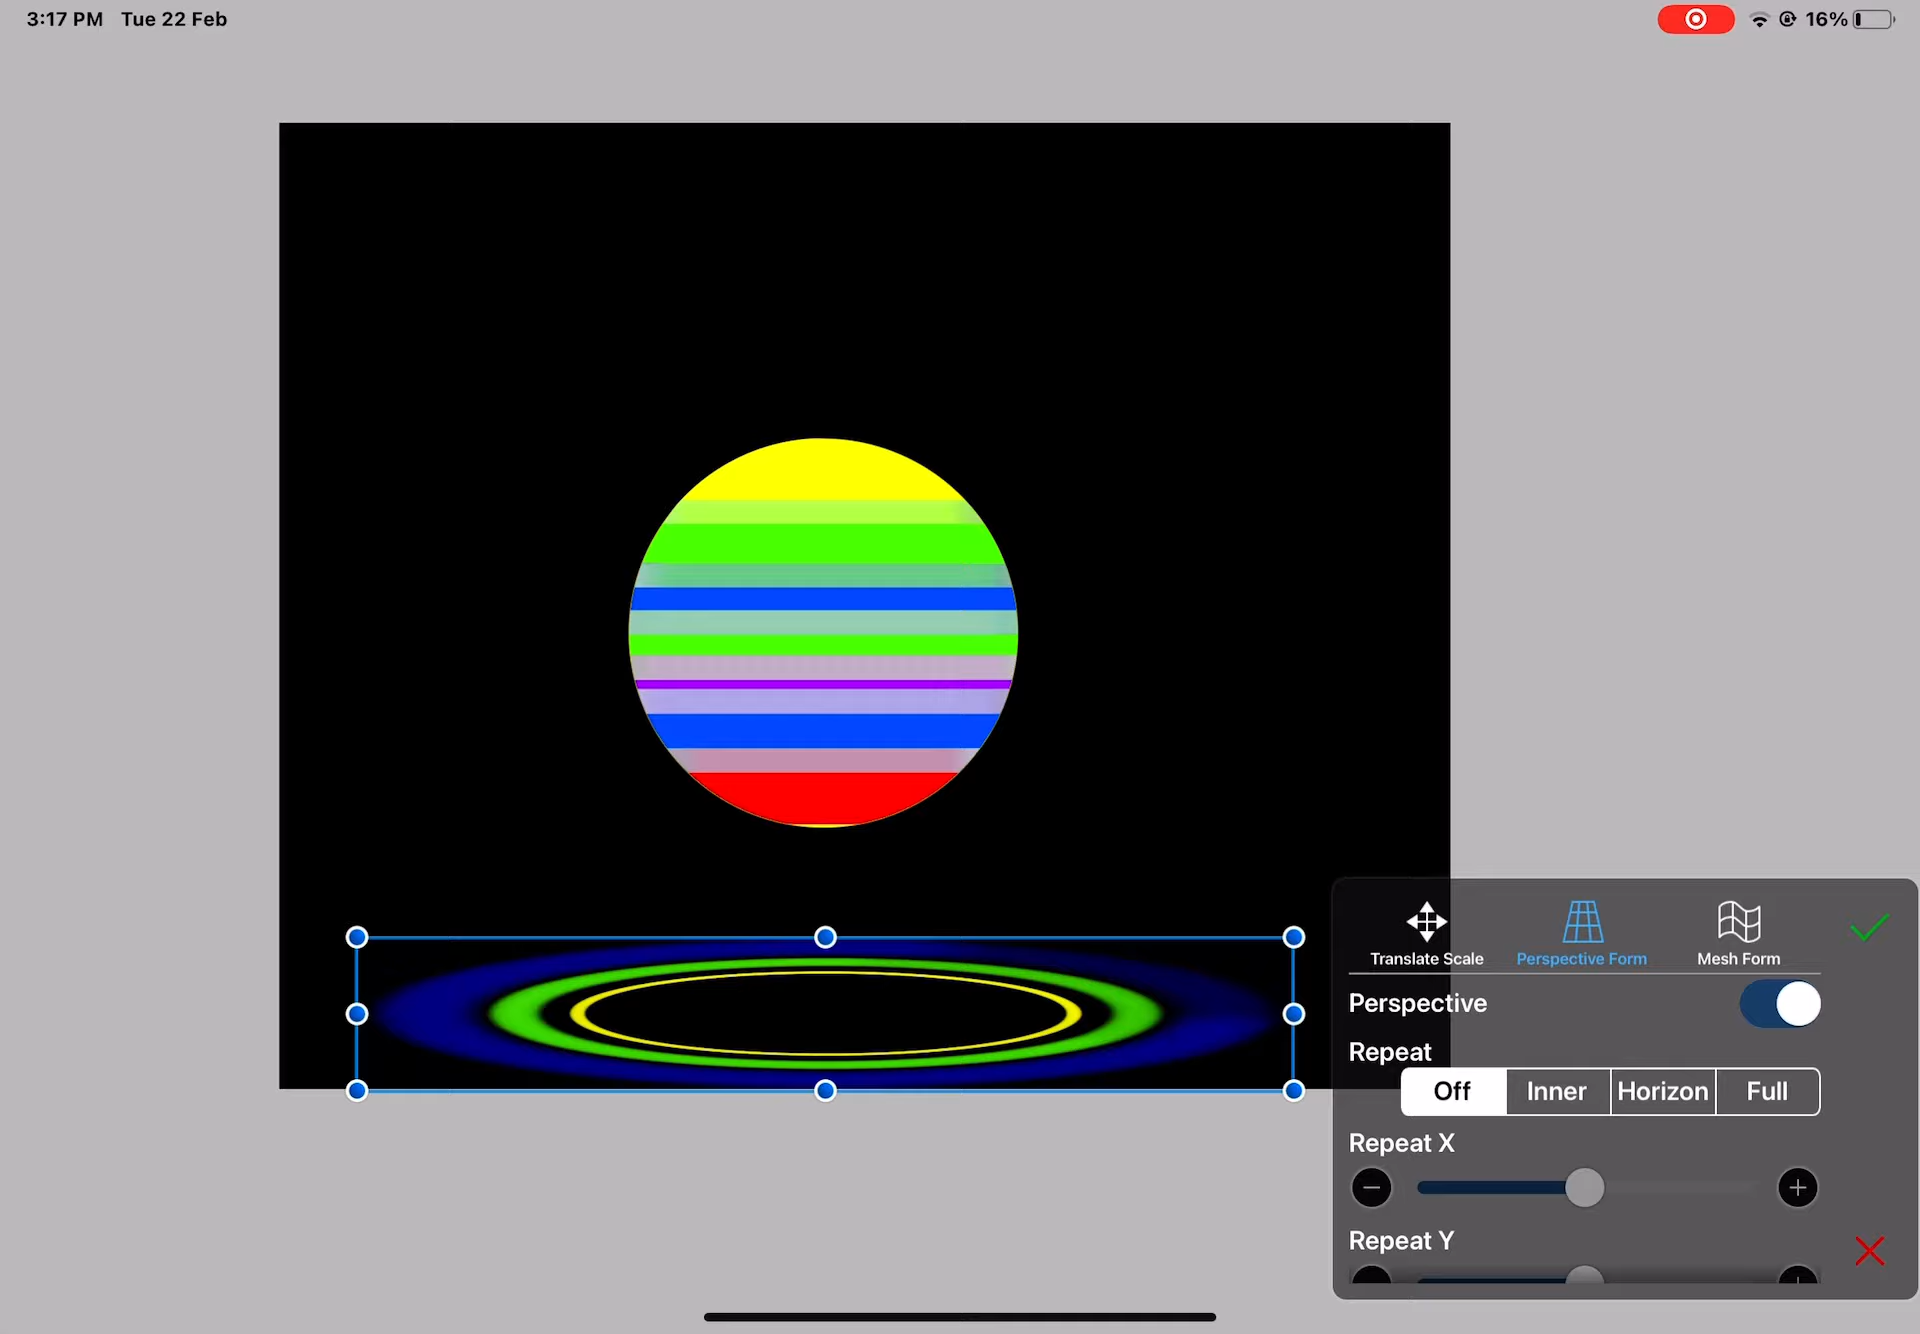 3:17 PM Tue 22 Feb
16%
Translate Scale
Perspective Form
Mesh Form
Perspective
Repeat
Off Inner Horizon Full
Repeat X
Repeat Y